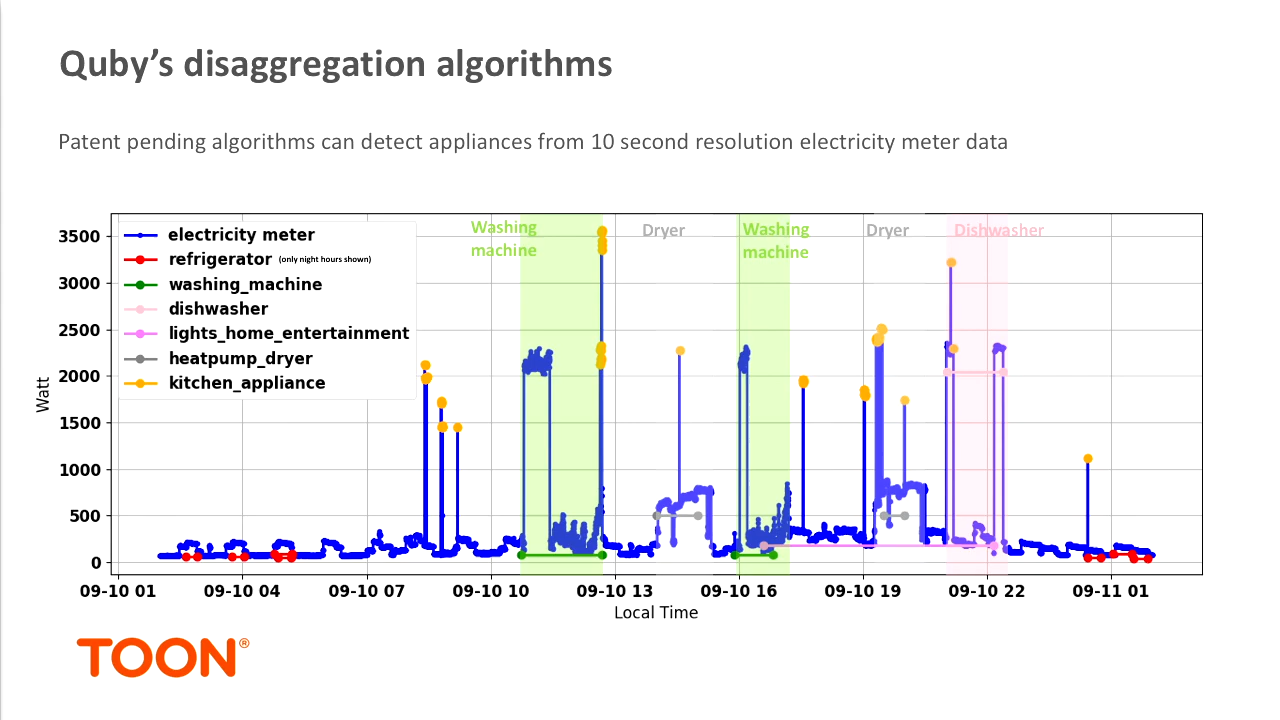 Quby’s disaggregation algorithms
Patent pending algorithms can detect appliances from 10 second resolution electricity meter data
Washing machine
Dryer
Washing machine
Dryer
Dishwasher
electricity meter
refrigerator (only night hours shown)
washing_machine
dishwasher
lights_home_entertainment
heatpump_dryer
kitchen_appliance
Watt
3500
3000
2500
2000
1500
1000
500
0
09-10 01
09-10 04
09-10 07
09-10 10
09-10 13
09-10 16
09-10 19
09-10 22
09-11 01
Local Time
TOON®